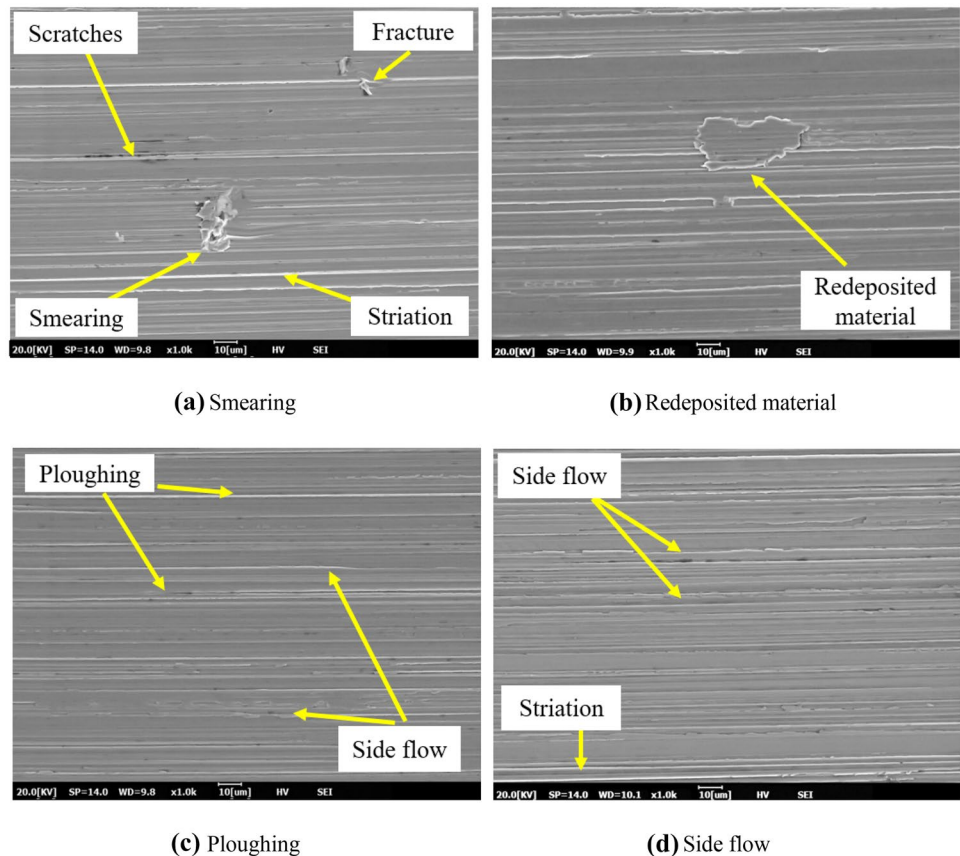 Scratches
Fracture
Smearing
Striation
20.0[KV] SP=14.0 WD=9.8 x1.0k 10[um] HV SEI
(a) Smearing
Redeposited
material
20.0[KV] SP=14.0 WD=9.9 x1.0k 10[um] HV SEI
(b) Redeposited material
Ploughing
Side flow
20.0[KV] SP=14.0 WD=9.8 x1.0k 10[um] HV SEI
(c) Ploughing
Side flow
Striation
20.0[KV] SP=14.0 WD=10.1 x1.0k 10[um] HV SEI
(d) Side flow